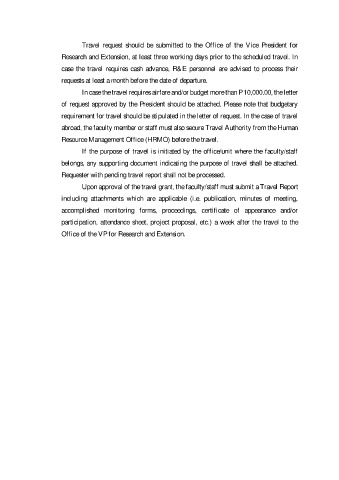 Travel request should be submitted to the Office of the Vice President for
Research and Extension, at least three working days prior to the scheduled travel. In
case the travel requires cash advance, R&E personnel are advised to process their
requests at least a month before the date of departure.
In case the travel requires airfare and/or budget more than P10,000.00, the letter
of request approved by the President should be attached. Please note that budgetary
requirement for travel should be stipulated in the letter of request. In the case of travel
abroad, the faculty member or staff must also secure Travel Authority from the Human
Resource Management Office (HRMO) before the travel.
If the purpose of travel is initiated by the office/unit where the faculty/staff
belongs, any supporting document indicating the purpose of travel shall be attached.
Requester with pending travel report shall not be processed.
Upon approval of the travel grant, the faculty/staff must submit a Travel Report
including attachments which are applicable (i.e. publication, minutes of meeting,
accomplished monitoring forms, proceedings, certificate of appearance and/or
participation, attendance sheet, project proposal, etc.) a week after the travel to the
Office of the VP for Research and Extension.